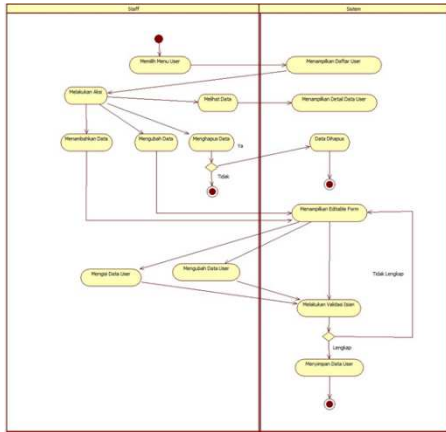 Staff
Sistem
Memilih Menu User
Menampilkan Daftar User
Melakukan Aksi
Melihat Data
Menampilkan Detail Data User
Menambahkan Data
Mengubah Data
Menghapus Data
Ya
Data Dihapus
Tidak
Menampilkan Editable Form
Mengisi Data User
Mengubah Data User
Tidak Lengkap
Melakukan Validasi Isian
Lengkap
Menyimpan Data User